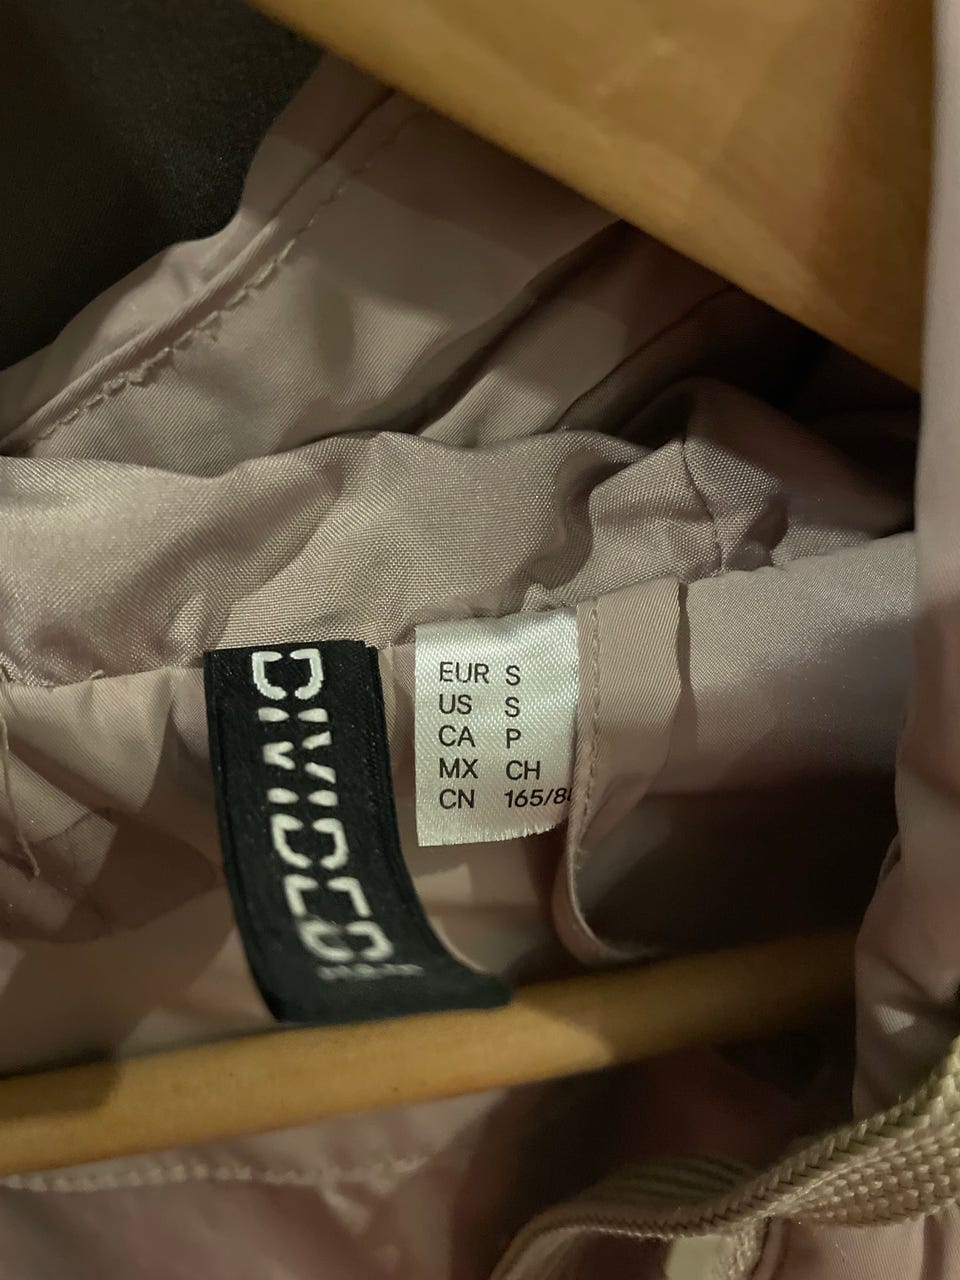 DIVIDED
EUR S
US S
CA P
MX CH
CN 165/8